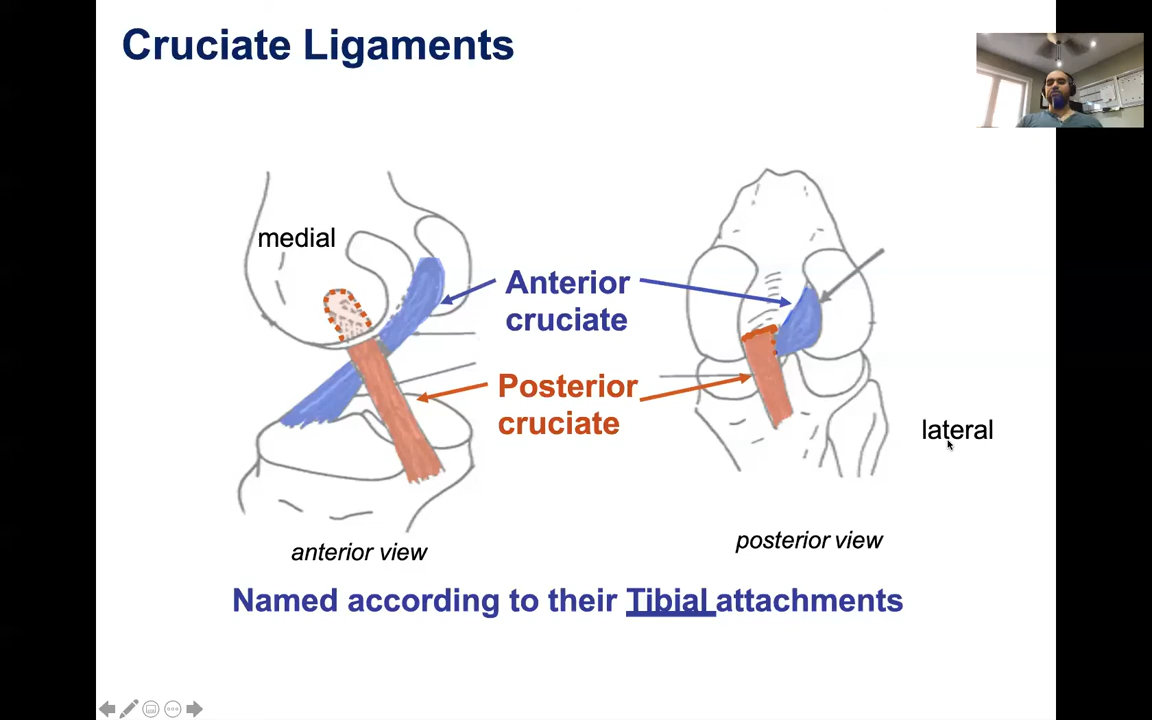 Cruciate Ligaments
medial
Anterior
cruciate
Posterior
cruciate
lateral
anterior view
posterior view
Named according to their Tibial attachments